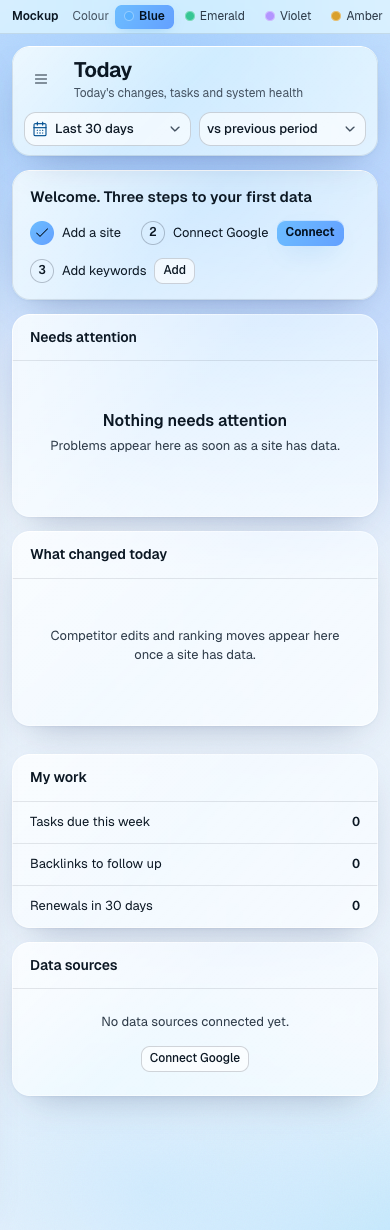 Mockup Colour Blue Emerald Violet Amber
Today
Today's changes, tasks and system health
Last 30 days vs previous period
Welcome. Three steps to your first data
Add a site 2 Connect Google Connect
3 Add keywords Add
Needs attention
Nothing needs attention
Problems appear here as soon as a site has data.
What changed today
Competitor edits and ranking moves appear here
once a site has data.
My work
Tasks due this week 0
Backlinks to follow up 0
Renewals in 30 days 0
Data sources
No data sources connected yet.
Connect Google